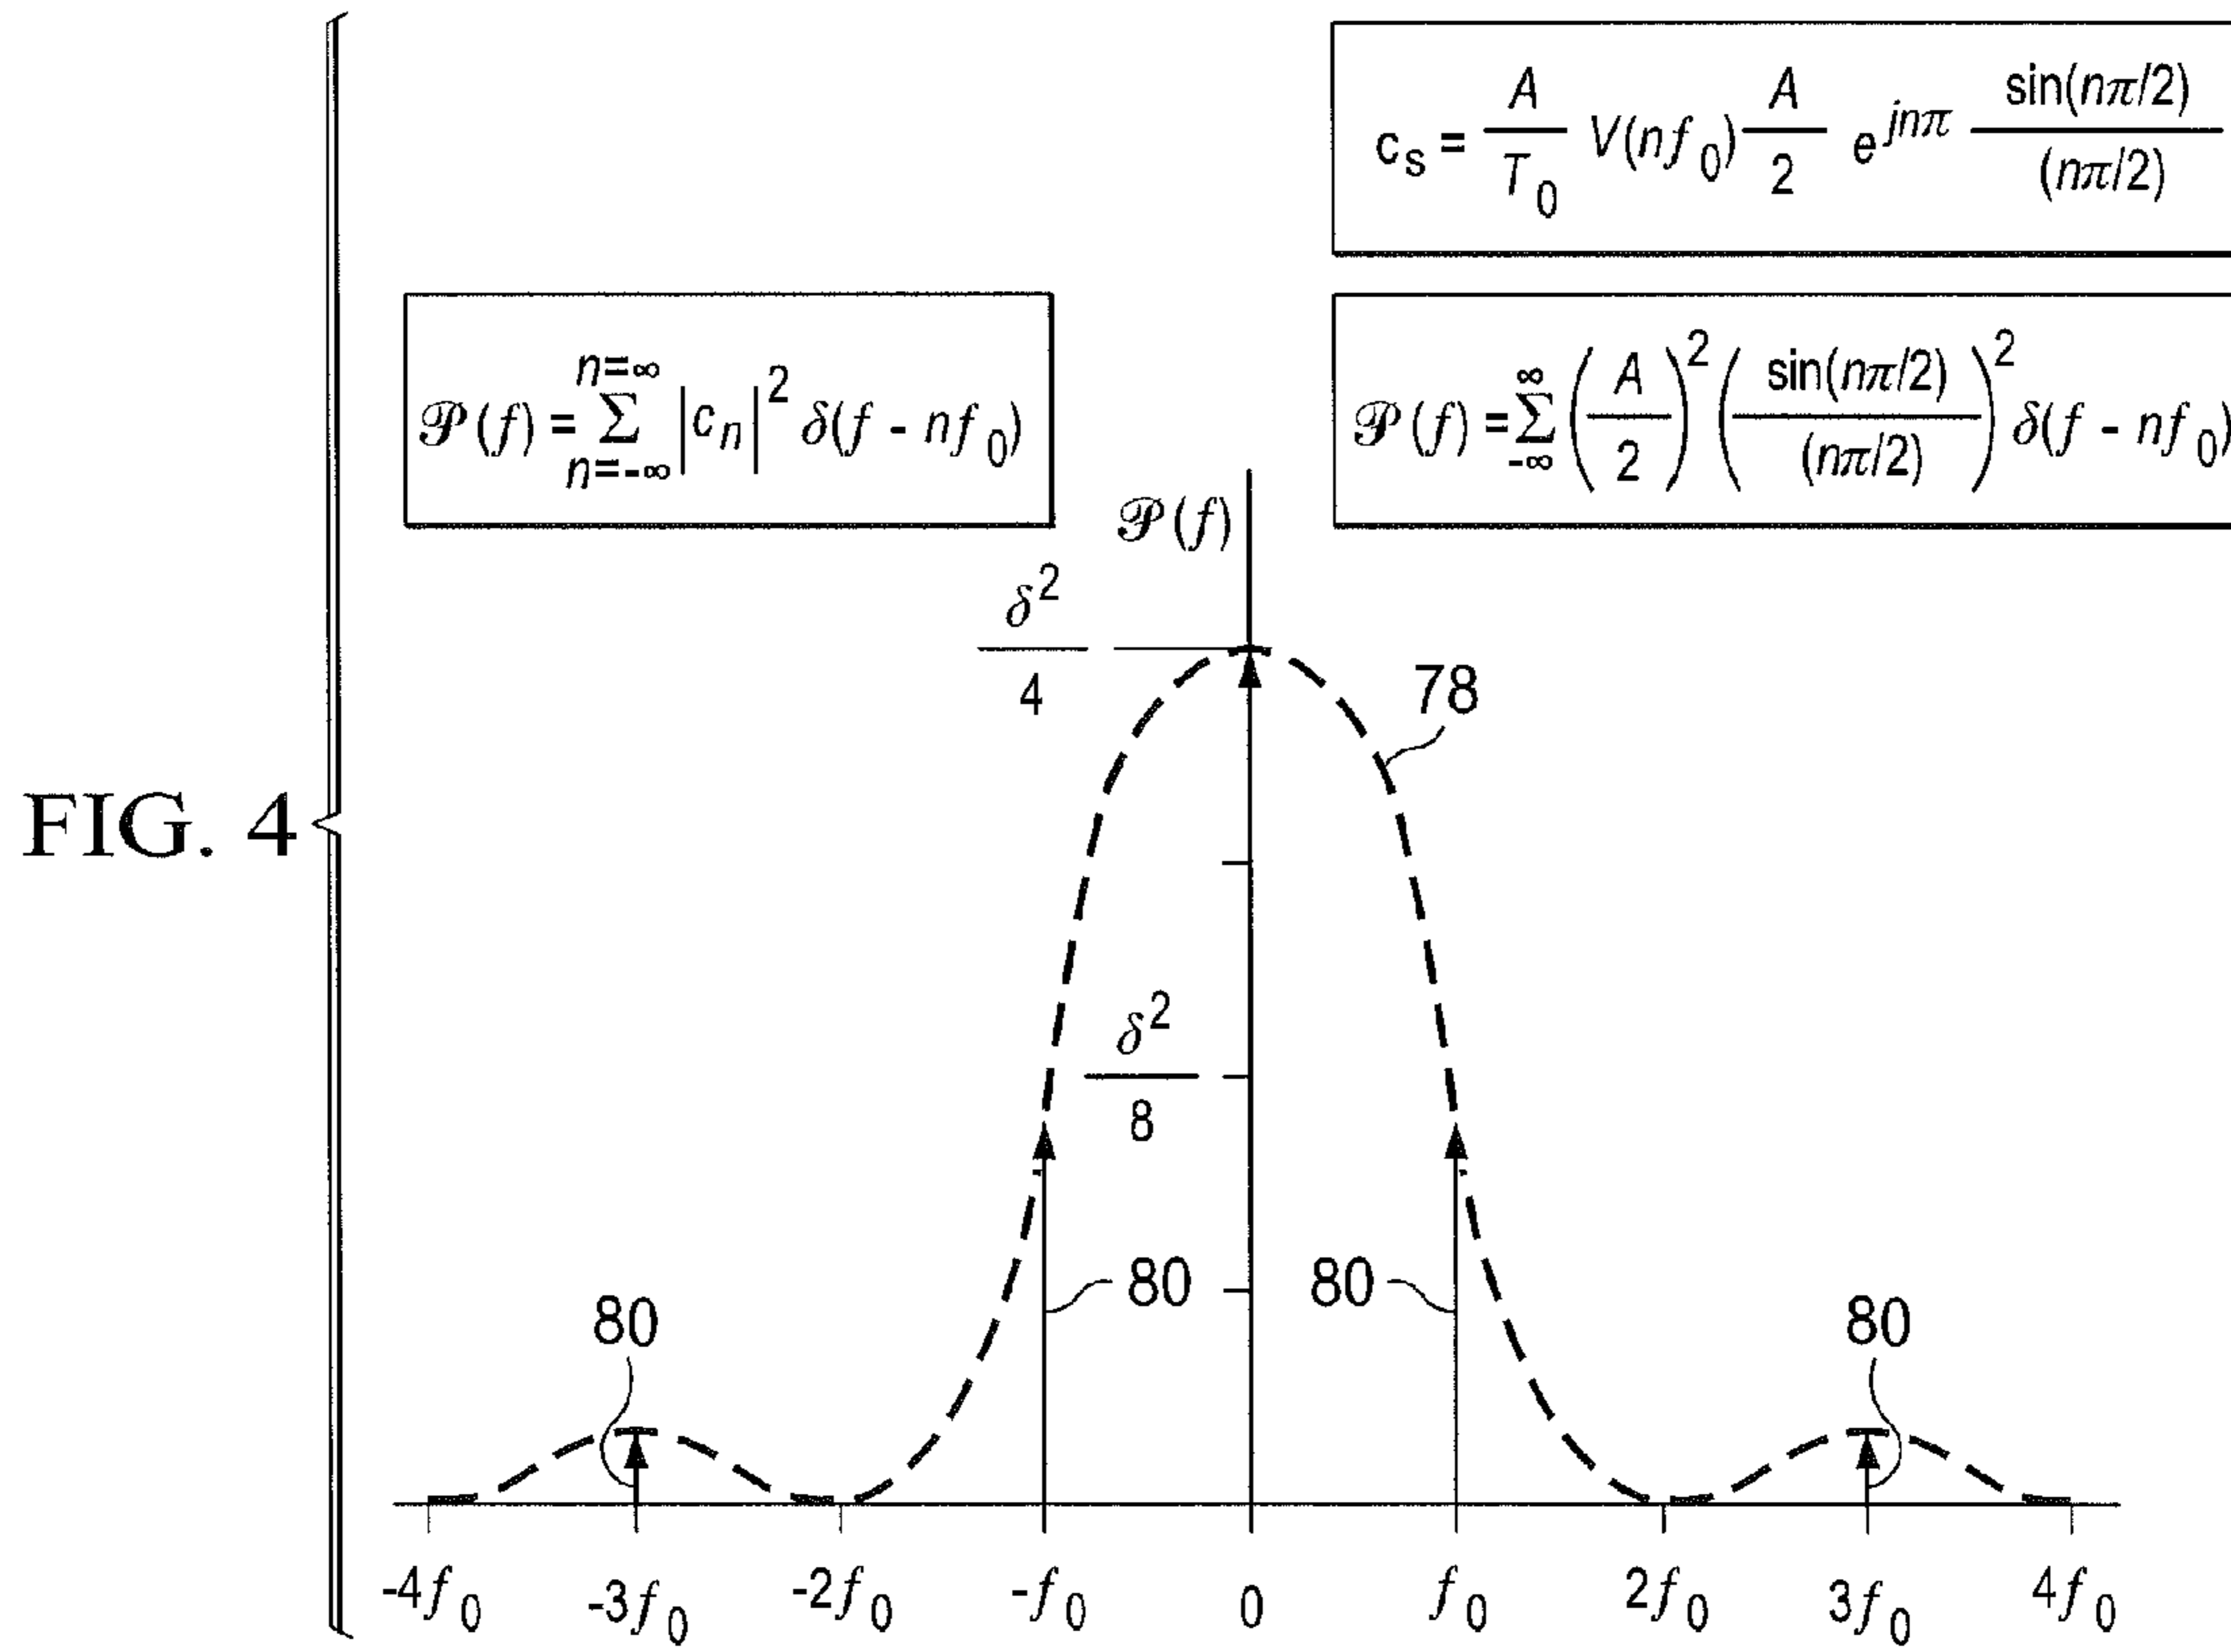 c_s = A/T_0 V(nf_0) A/2 e^{jnπ} sin(nπ/2)/(nπ/2)
𝒫(f) = Σ_{n=-∞}^{n=∞} |c_n|^2 δ(f - nf_0)
𝒫(f) = Σ_{-∞}^{∞} (A/2)^2 (sin(nπ/2)/(nπ/2))^2 δ(f - nf_0)
𝒫(f)
δ^2/4
78
FIG. 4
δ^2/8
80
80
80
80
-4f_0 -3f_0 -2f_0 -f_0 0 f_0 2f_0 3f_0 4f_0